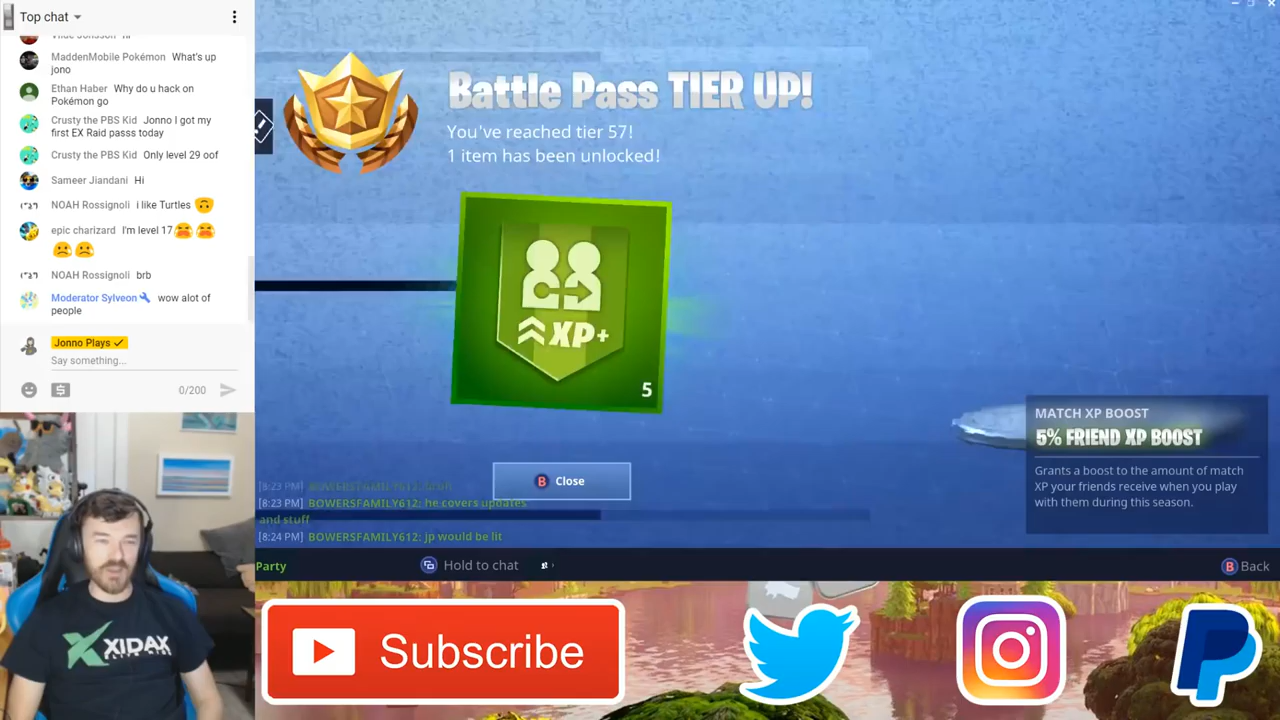 Top chat
MaddenMobile Pokémon What's up
jono
Ethan Haber Why do u hack on
Pokémon go
Crusty the PBS Kid Jonno I got my
first EX Raid passs today
Crusty the PBS Kid Only level 29 oof
Sameer Jiandani Hi
NOAH Rossignoli i like Turtles 🙃
epic charizard I'm level 17
NOAH Rossignoli brb
Moderator Sylveon wow alot of
people
Jonno Plays
Say something...
0/200
Battle Pass TIER UP!
You've reached tier 57!
1 item has been unlocked!
XP+
5
MATCH XP BOOST
5% FRIEND XP BOOST
Grants a boost to the amount of match
XP your friends receive when you play
with them during this season.
B Close
[8:23 PM] BOWERSFAMILY612:
[8:23 PM] BOWERSFAMILY612: he covers updates
and stuff
[8:24 PM] BOWERSFAMILY612: jp would be lit
Party
Hold to chat
B Back
XIDAX
Subscribe